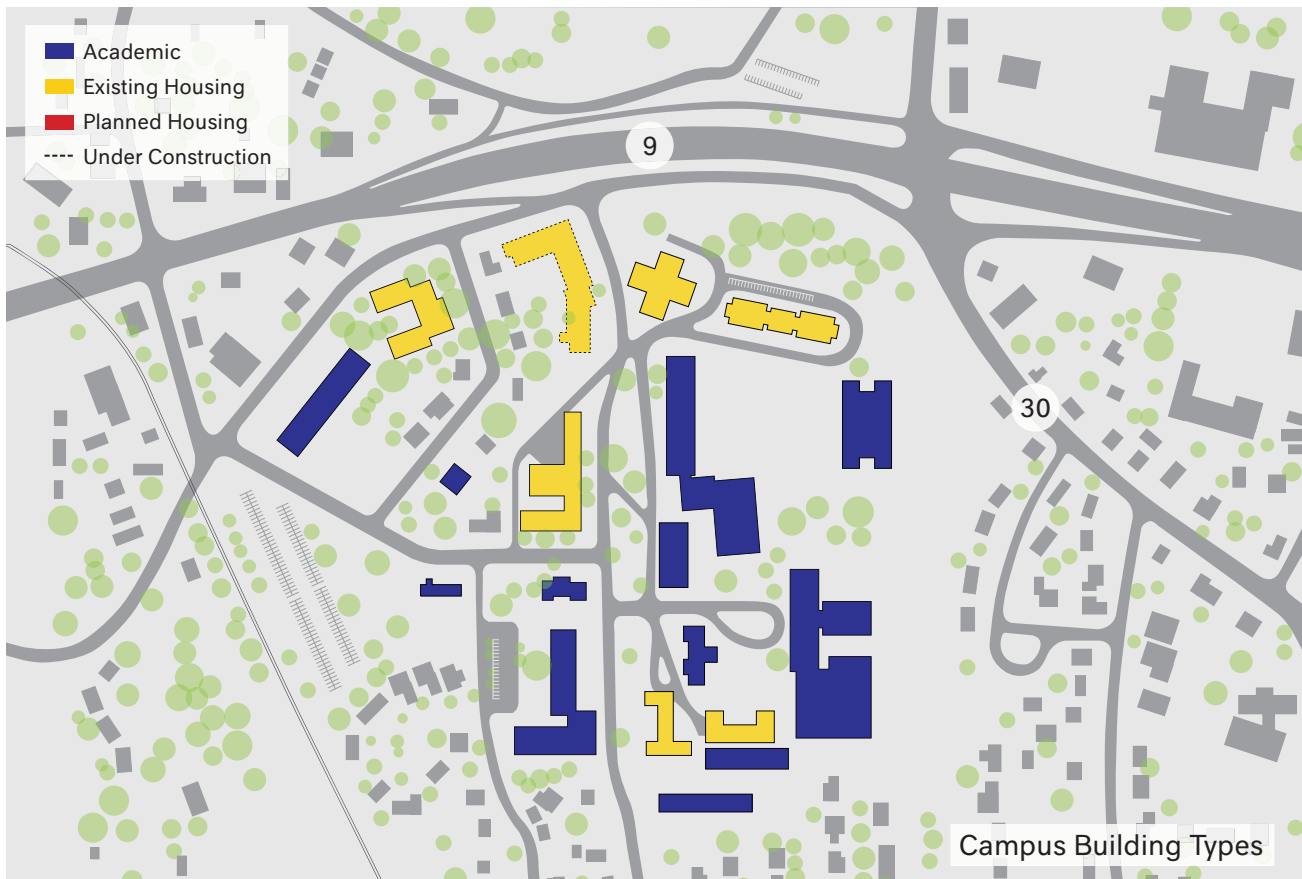 Academic
Existing Housing
Planned Housing
Under Construction
9
30
Campus Building Types